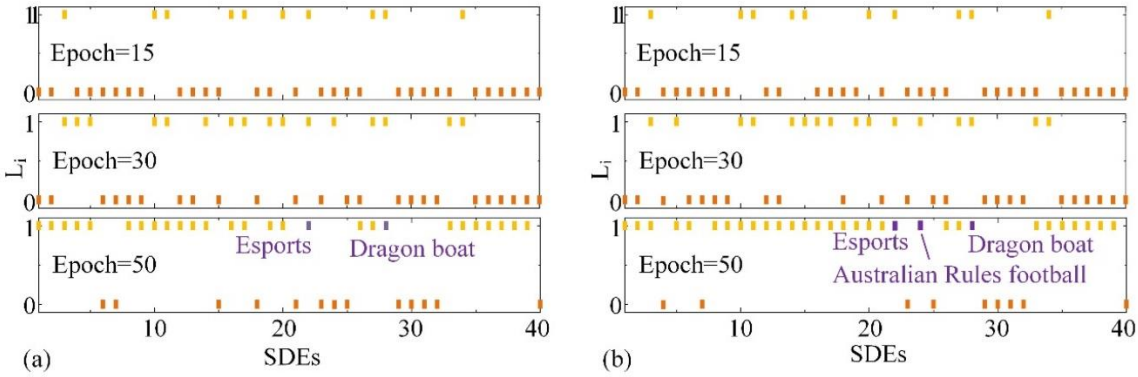 1
Epoch=15
0
1
Epoch=30
0
1
Esports
Dragon boat
Epoch=50
0
10
20
30
40
L_i
SDEs
(a)
1
Epoch=15
0
1
Epoch=30
0
1
Esports
Dragon boat
Australian Rules football
Epoch=50
0
10
20
30
40
L_i
SDEs
(b)